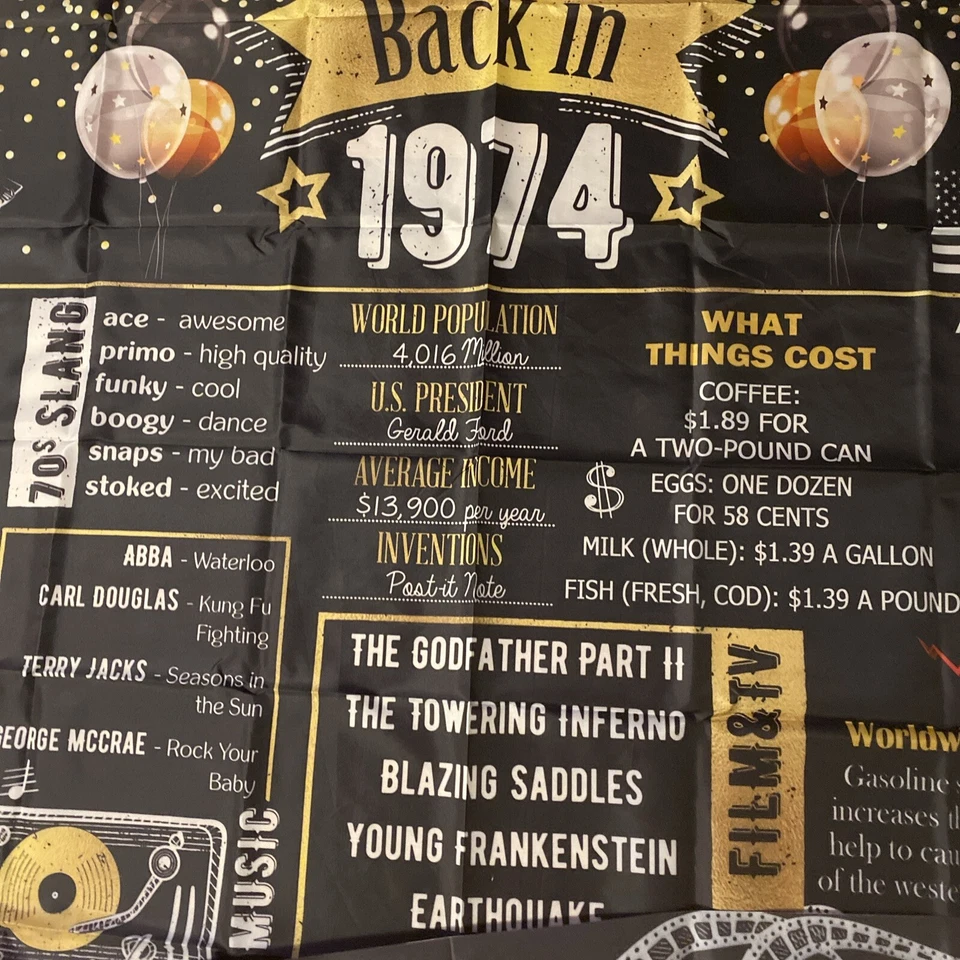 Back in
1974
70s SLANG
ace - awesome
primo - high quality
funky - cool
boogy - dance
snaps - my bad
stoked - excited
WORLD POPULATION
4,016 Million
U.S. PRESIDENT
Gerald Ford
AVERAGE INCOME
$13,900 per year
INVENTIONS
Post-it Note
WHAT
THINGS COST
COFFEE:
$1.89 FOR
A TWO-POUND CAN
$
EGGS: ONE DOZEN
FOR 58 CENTS
MILK (WHOLE): $1.39 A GALLON
FISH (FRESH, COD): $1.39 A POUND
ABBA - Waterloo
CARL DOUGLAS - Kung Fu
Fighting
TERRY JACKS - Seasons in
the Sun
GEORGE MCCRAE - Rock Your
Baby
MUSIC
THE GODFATHER PART II
THE TOWERING INFERNO
BLAZING SADDLES
YOUNG FRANKENSTEIN
EARTHQUAKE
FILM&TV
Worldw
Gasoline
increases
help to
of the